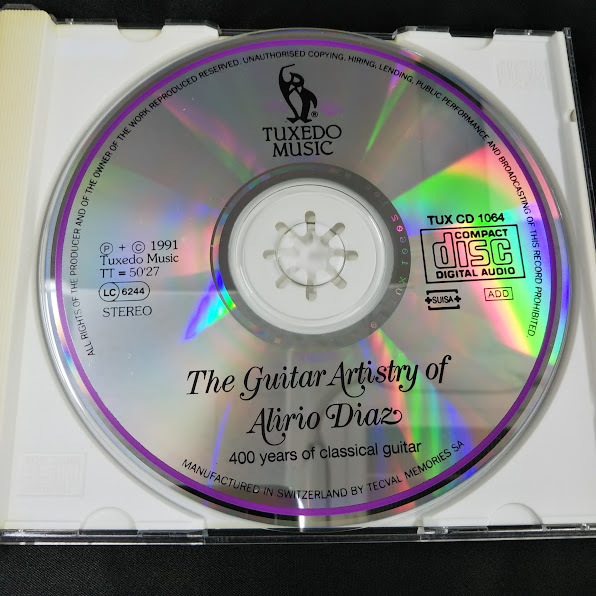 ALL RIGHTS OF THE PRODUCER AND OF THE OWNER OF THE WORK REPRODUCED RESERVED. UNAUTHORISED COPYING, HIRING, LENDING, PUBLIC PERFORMANCE AND BROADCASTING OF THIS RECORD PROHIBITED.
®
TUXEDO
MUSIC
Ⓟ + © 1991
Tuxedo Music
TT = 50'27
LC 6244
STEREO
TUX CD 1064
COMPACT
disc
DIGITAL AUDIO
SUISA
ADD
The Guitar Artistry of
Alirio Diaz
400 years of classical guitar
MANUFACTURED IN SWITZERLAND BY TECVAL MEMORIES SA